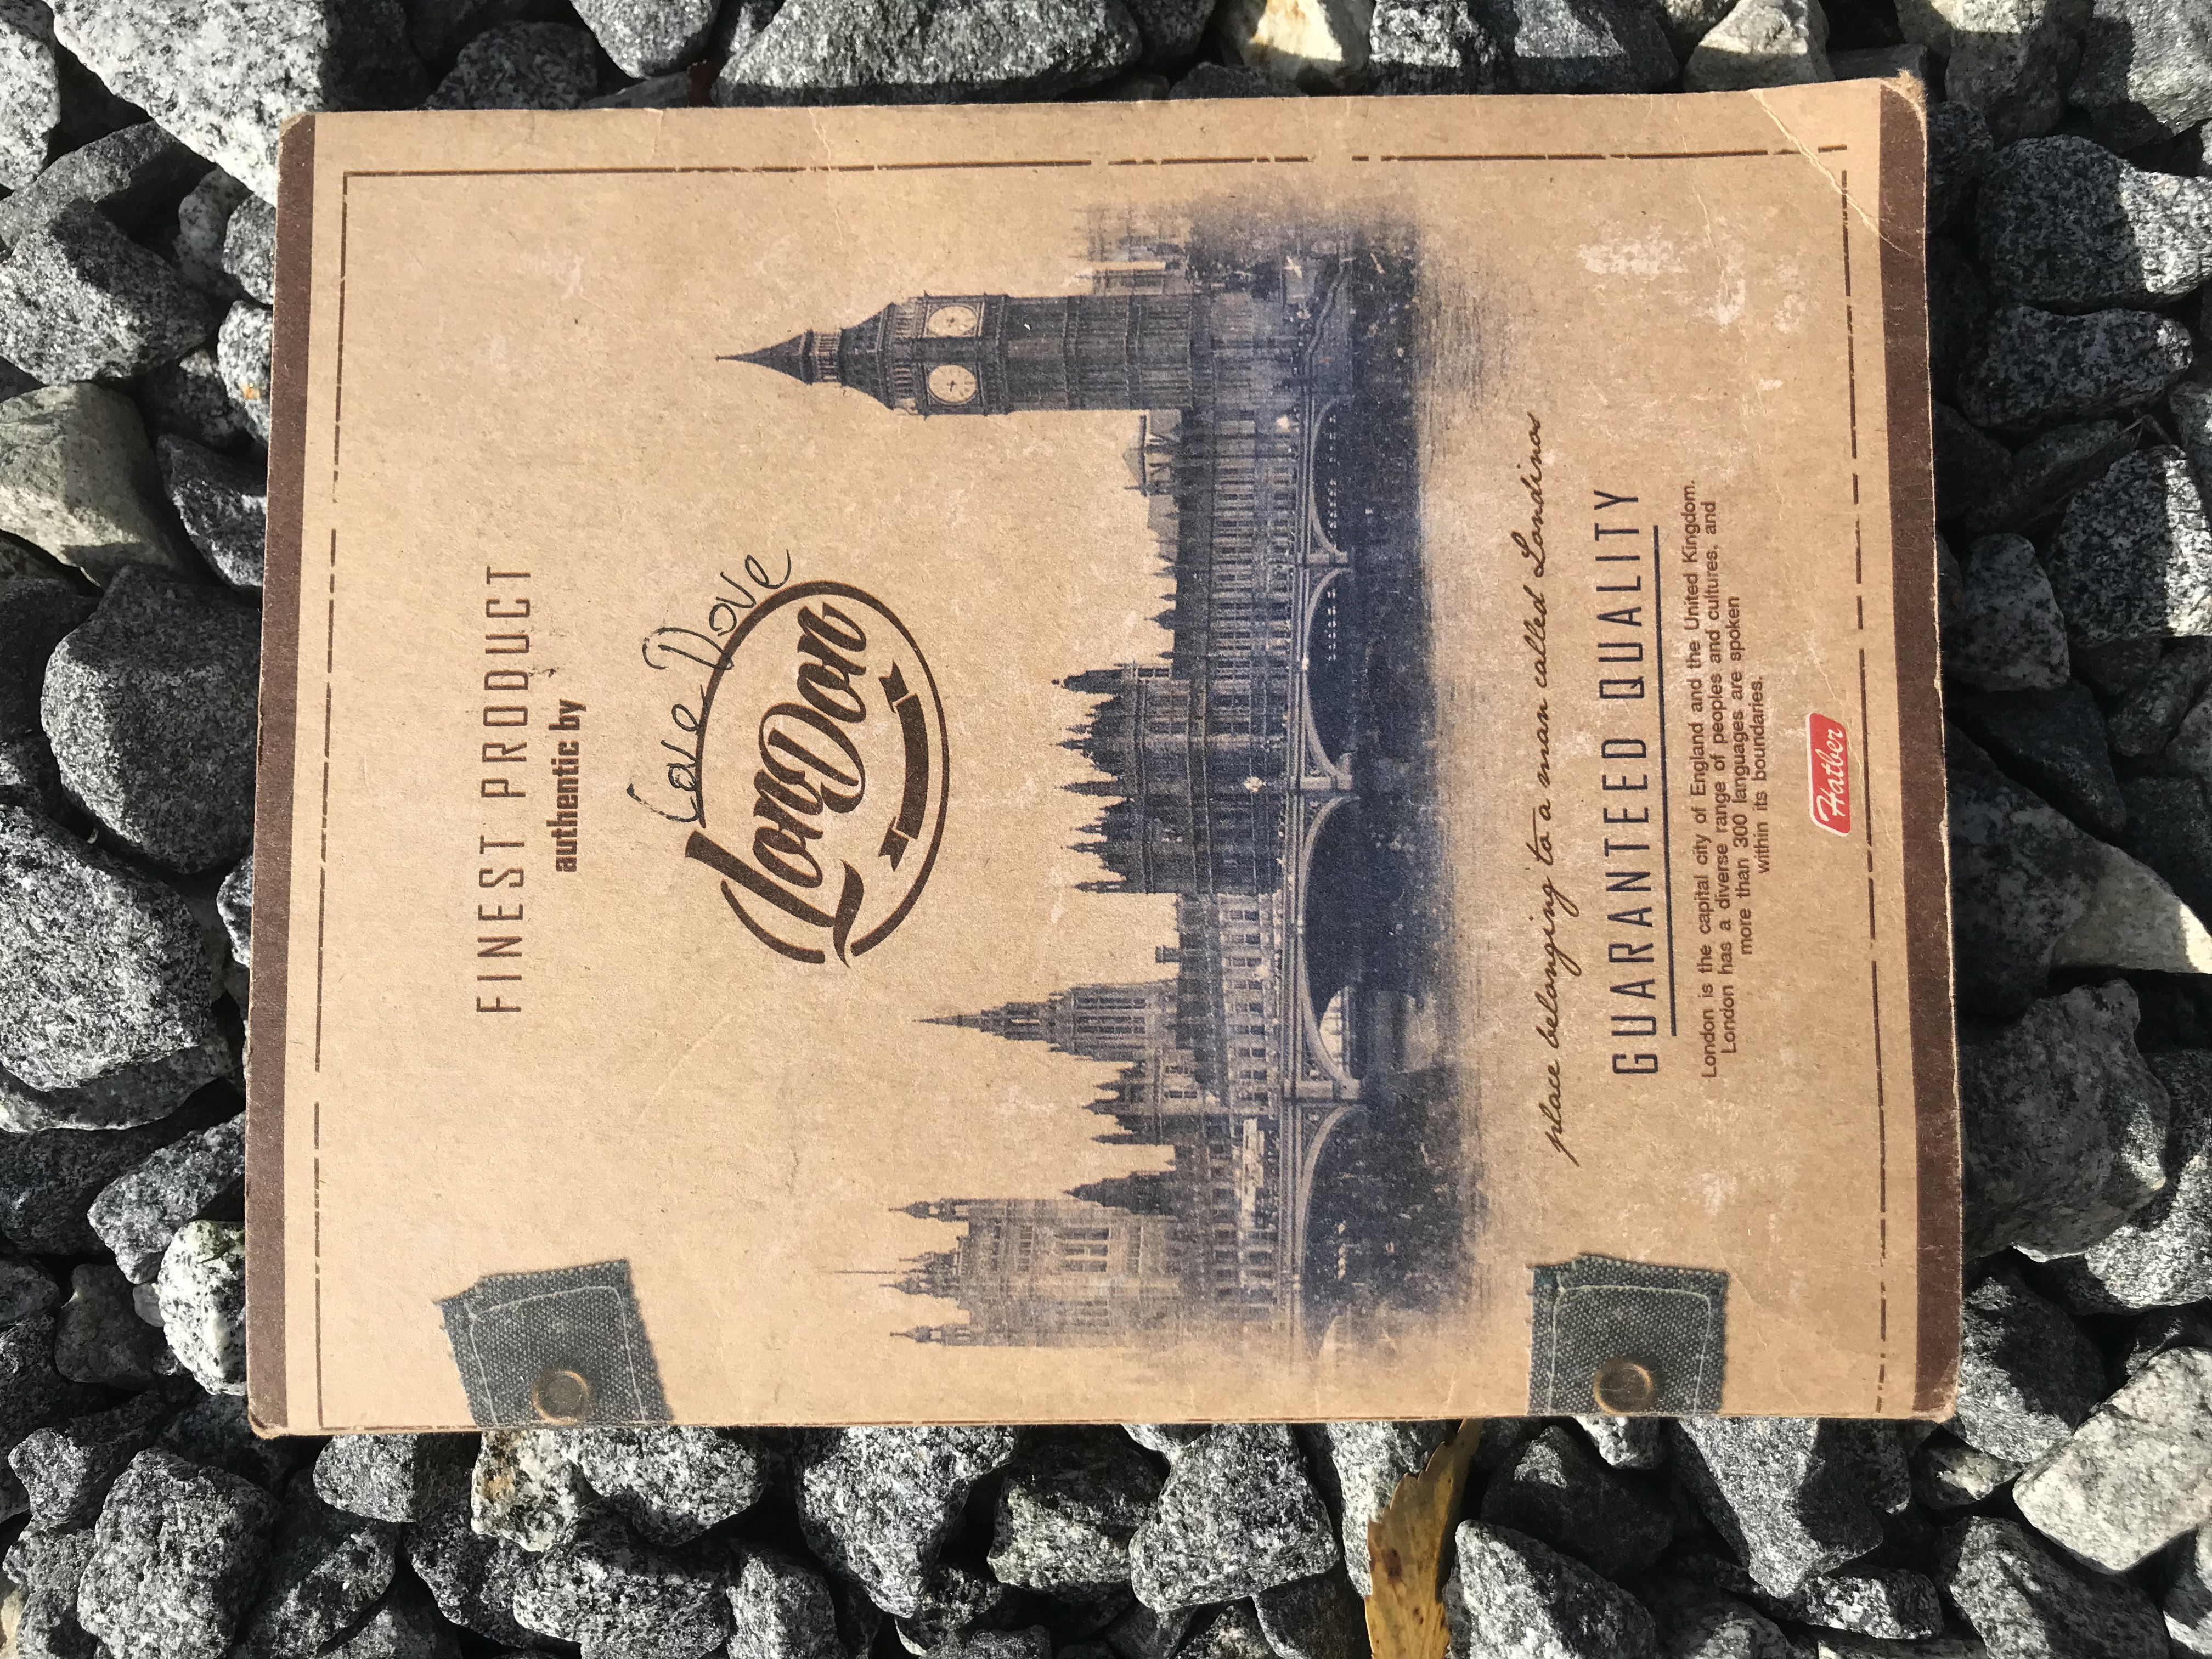 FINEST PRODUCT
authentic by
Love Dove
LonDon
place belonging to a man called Londinos
GUARANTEED QUALITY
London is the capital city of England and the United Kingdom.
London has a diverse range of peoples and cultures, and
more than 300 languages are spoken
within its boundaries.
Hatber